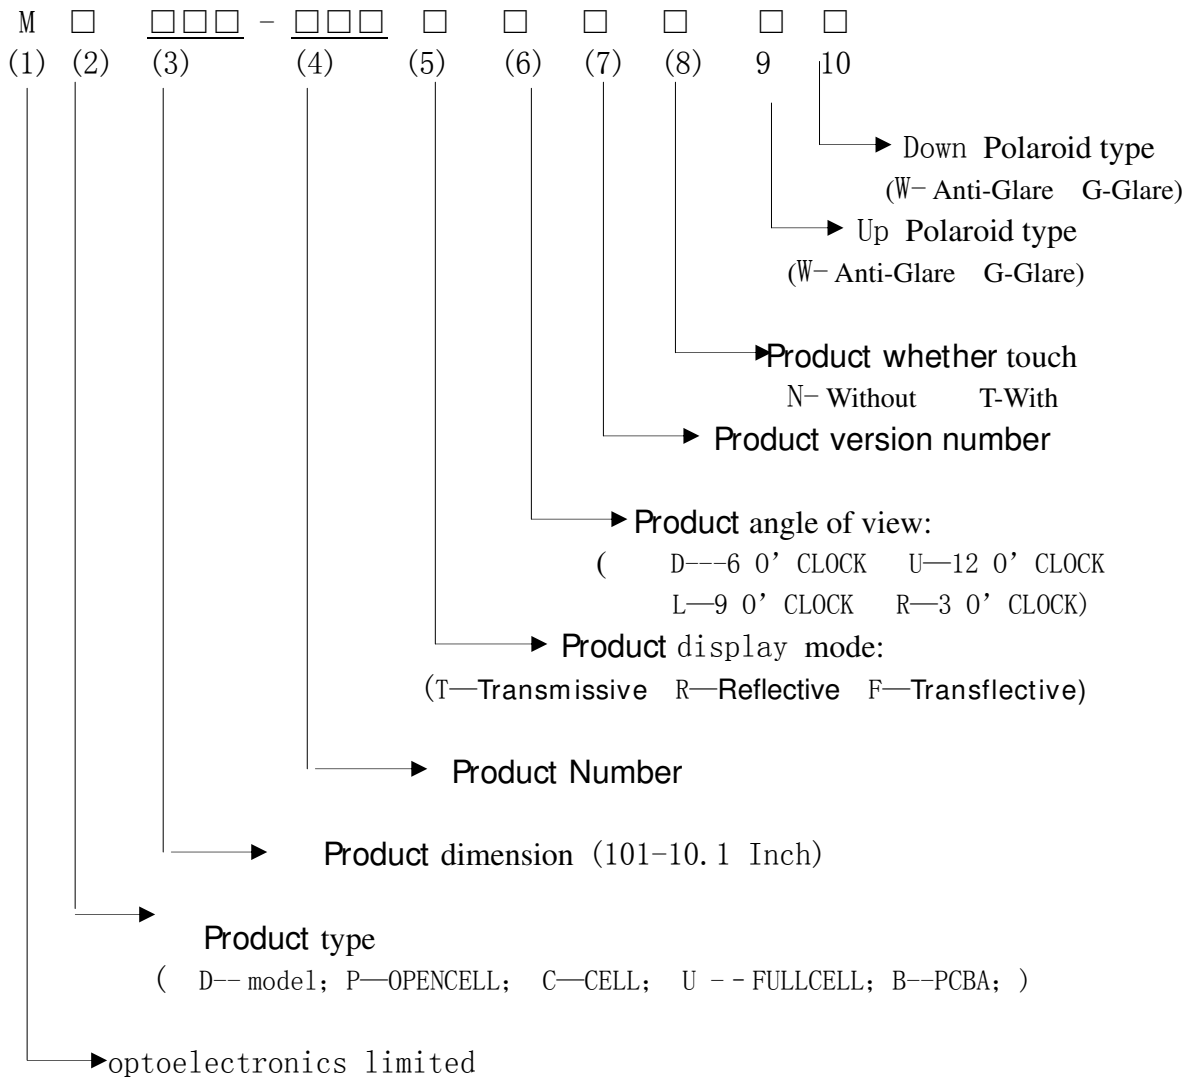 M □ □□□ - □□□ □ □ □ □ □ □
(1) (2) (3) (4) (5) (6) (7) (8) 9 10
Down Polaroid type
(W- Anti-Glare G-Glare)
Up Polaroid type
(W- Anti-Glare G-Glare)
Product whether touch
N- Without T-With
Product version number
Product angle of view:
( D---6 O' CLOCK U—12 O' CLOCK
L—9 O' CLOCK R—3 O' CLOCK)
Product display mode:
(T—Transmissive R—Reflective F—Transflective)
Product Number
Product dimension (101-10.1 Inch)
Product type
( D-- model; P—OPENCELL; C—CELL; U --FULLCELL; B--PCBA; )
optoelectronics limited